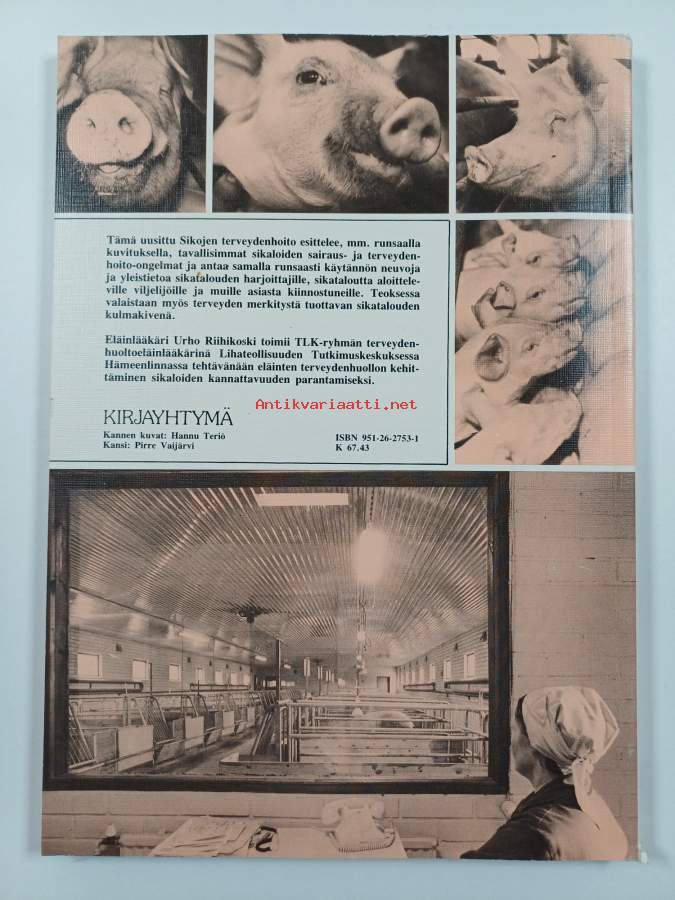 Tämä uusittu Sikojen terveydenhoito esittelee, mm. runsaalla
kuvituksella, tavallisimmat sikaloiden sairaus- ja terveyden-
hoito-ongelmat ja antaa samalla runsaasti käytännön neuvoja
ja yleistietoa sikatalouden harjoittajille, sikataloutta aloittele-
ville viljelijöille ja muille asiasta kiinnostuneille. Teoksessa
valaistaan myös terveyden merkitystä tuottavan sikatalouden
kulmakivenä.
Eläinlääkäri Urho Riihikoski toimii TLK-ryhmän terveyden-
huoltoeläinlääkärinä Lihateollisuuden Tutkimuskeskuksessa
Hämeenlinnassa tehtävänään eläinten terveydenhuollon kehit-
täminen sikaloiden kannattavuuden parantamiseksi.
Antikvariaatti.net
KIRJAYHTYMÄ
Kannen kuvat: Hannu Teriö
Kansi: Pirre Vaijärvi
ISBN 951-26-2753-1
K 67.43